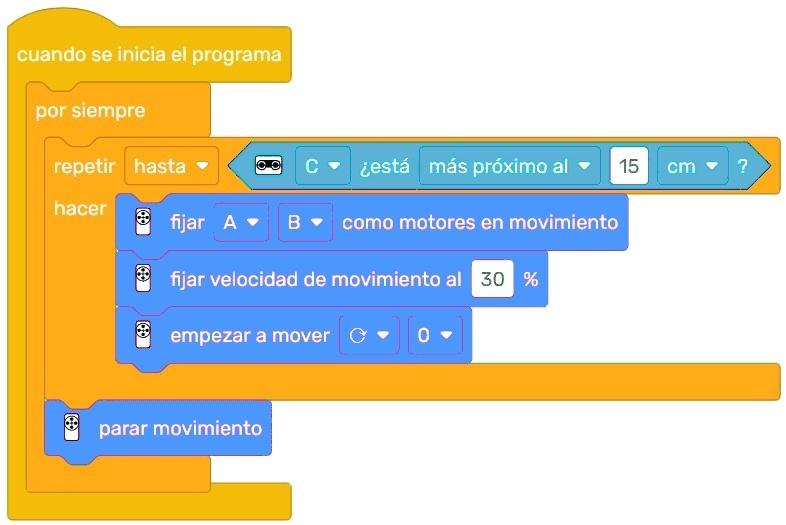 cuando se inicia el programa
por siempre
repetir hasta C ¿está más próximo al 15 cm ?
hacer
fijar A B como motores en movimiento
fijar velocidad de movimiento al 30 %
empezar a mover 0
parar movimiento